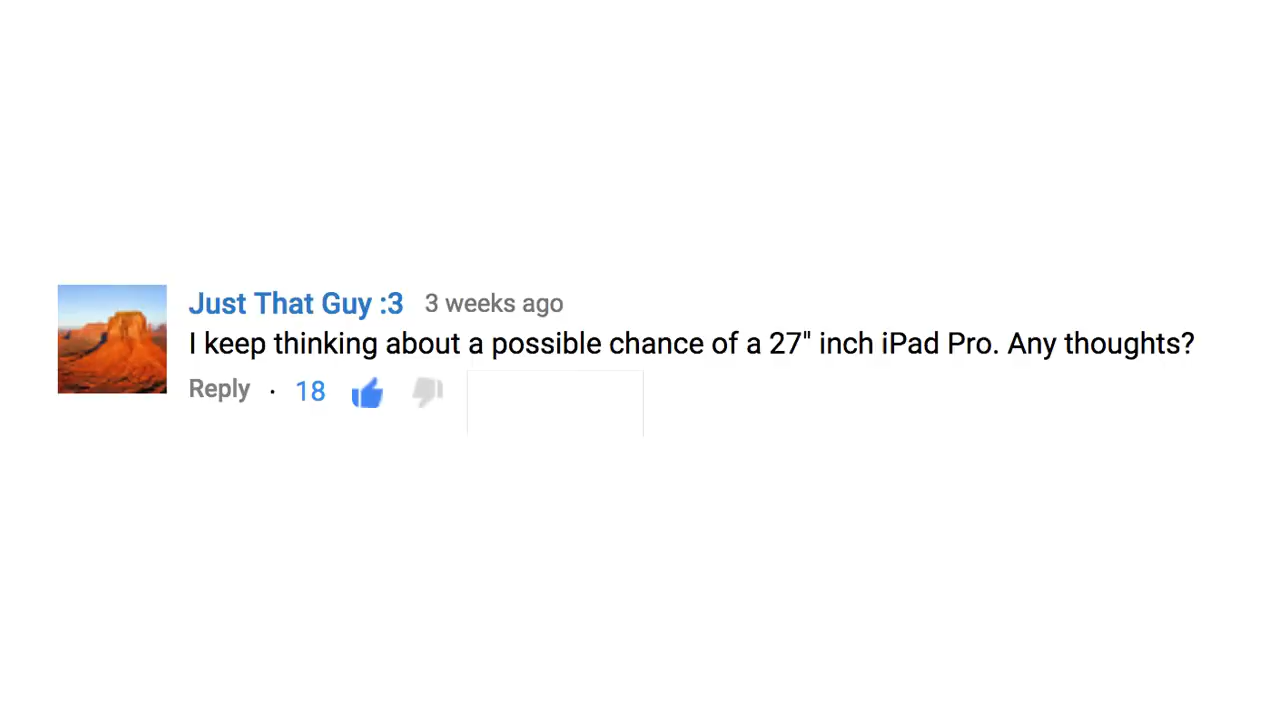 Just That Guy :3 3 weeks ago
I keep thinking about a possible chance of a 27" inch iPad Pro. Any thoughts?
Reply · 18